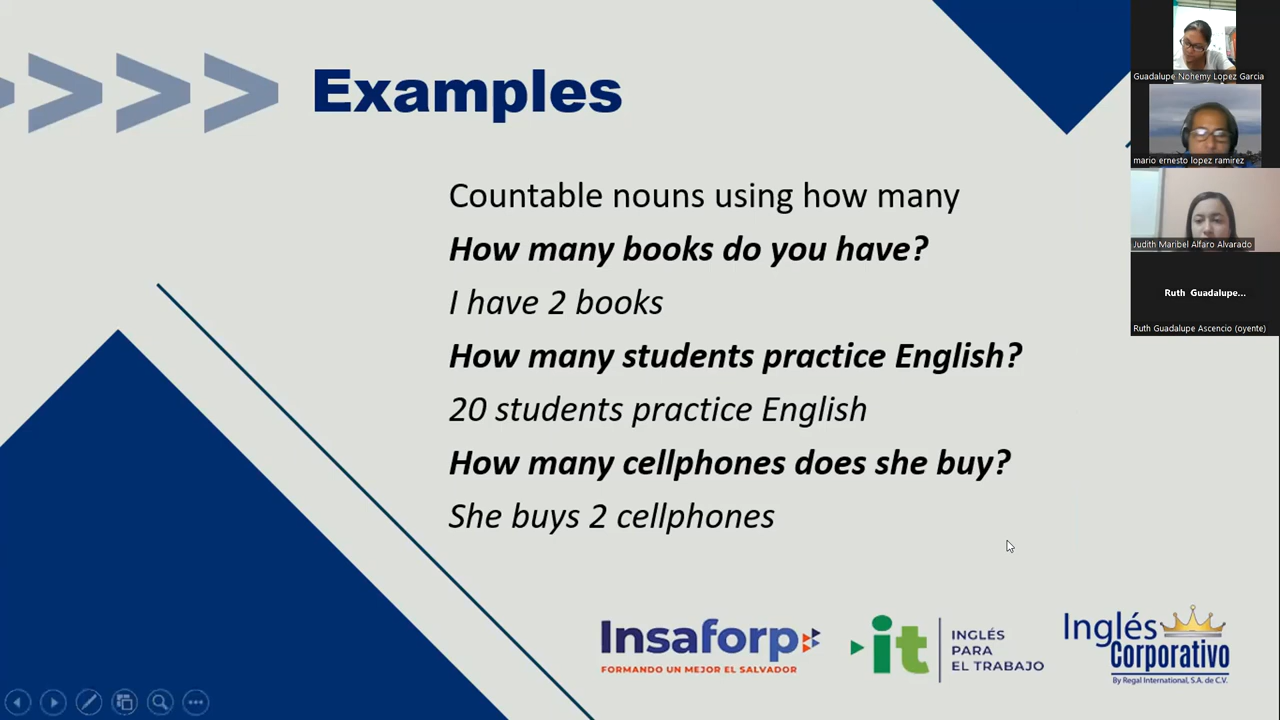 Examples
Countable nouns using how many
How many books do you have?
I have 2 books
How many students practice English?
20 students practice English
How many cellphones does she buy?
She buys 2 cellphones
Insaforp
FORMANDO UN MEJOR EL SALVADOR
it
INGLÉS
PARA
EL TRABAJO
Inglés
Corporativo
By Regal International, S.A. de C.V.
Guadalupe Nohemy Lopez Garcia
mario ernesto lopez ramirez
Judith Maribel Alfaro Alvarado
Ruth Guadalupe...
Ruth Guadalupe Ascencio (oyente)